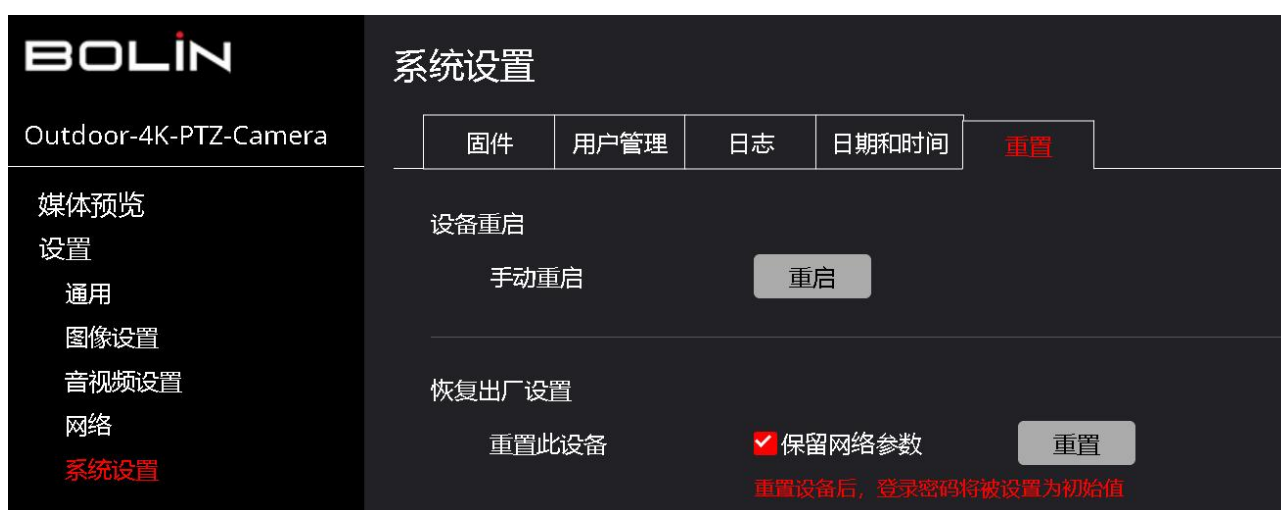 BOLIN
Outdoor-4K-PTZ-Camera
媒体预览
设置
通用
图像设置
音视频设置
网络
系统设置
系统设置
固件 用户管理 日志 日期和时间 重置
设备重启
手动重启 重启
恢复出厂设置
重置此设备 保留网络参数 重置
重置设备后，登录密码将被设置为初始值